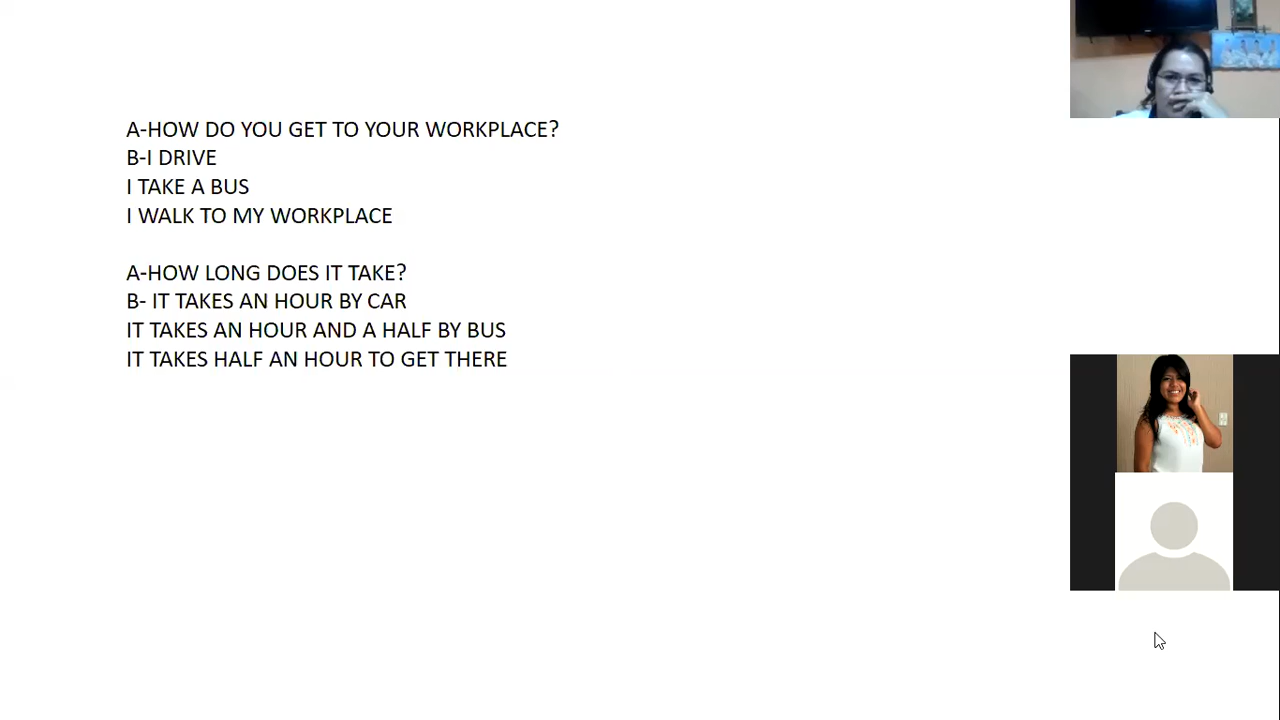 A-HOW DO YOU GET TO YOUR WORKPLACE?
B-I DRIVE
I TAKE A BUS
I WALK TO MY WORKPLACE
A-HOW LONG DOES IT TAKE?
B- IT TAKES AN HOUR BY CAR
IT TAKES AN HOUR AND A HALF BY BUS
IT TAKES HALF AN HOUR TO GET THERE